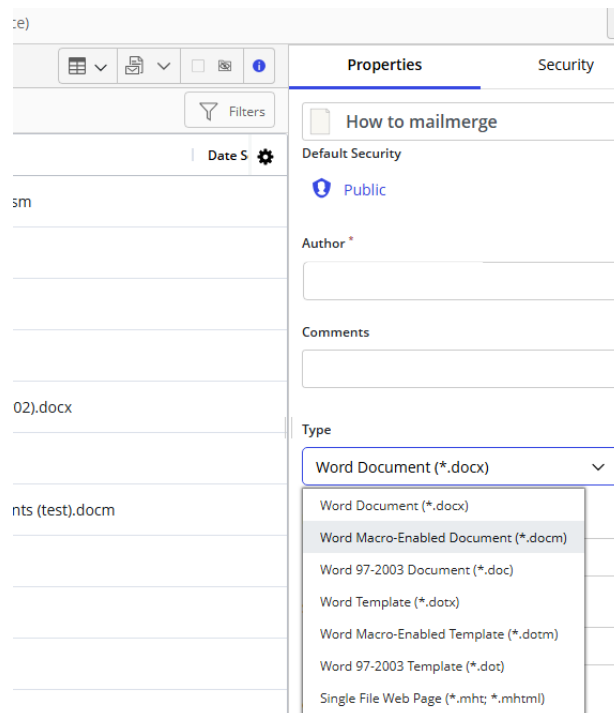 ce)
Properties
Security
Filters
How to mailmerge
Date S
Default Security
Public
sm
Author *
Comments
02).docx
Type
Word Document (*.docx)
nts (test).docm
Word Document (*.docx)
Word Macro-Enabled Document (*.docm)
Word 97-2003 Document (*.doc)
Word Template (*.dotx)
Word Macro-Enabled Template (*.dotm)
Word 97-2003 Template (*.dot)
Single File Web Page (*.mht; *.mhtml)